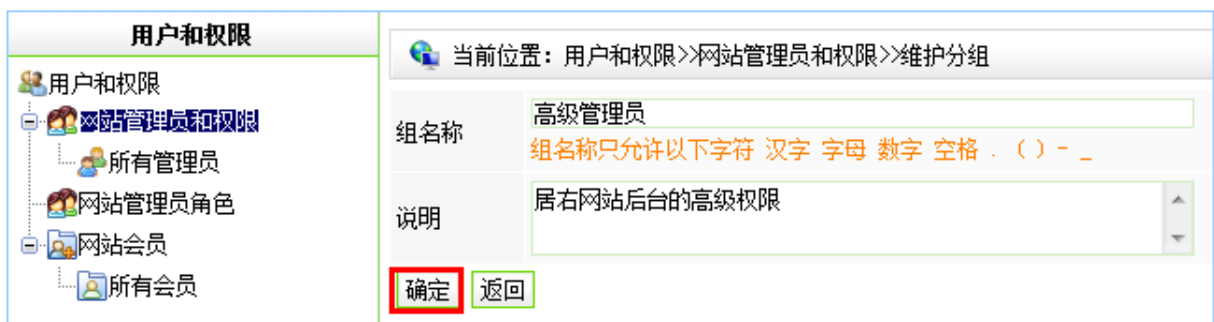 用户和权限
用户和权限
网站管理员和权限
所有管理员
网站管理员角色
网站会员
所有会员
当前位置：用户和权限>>网站管理员和权限>>维护分组
组名称
高级管理员
组名称只允许以下字符 汉字 字母 数字 空格 . ( ) - _
说明
居右网站后台的高级权限
确定 返回